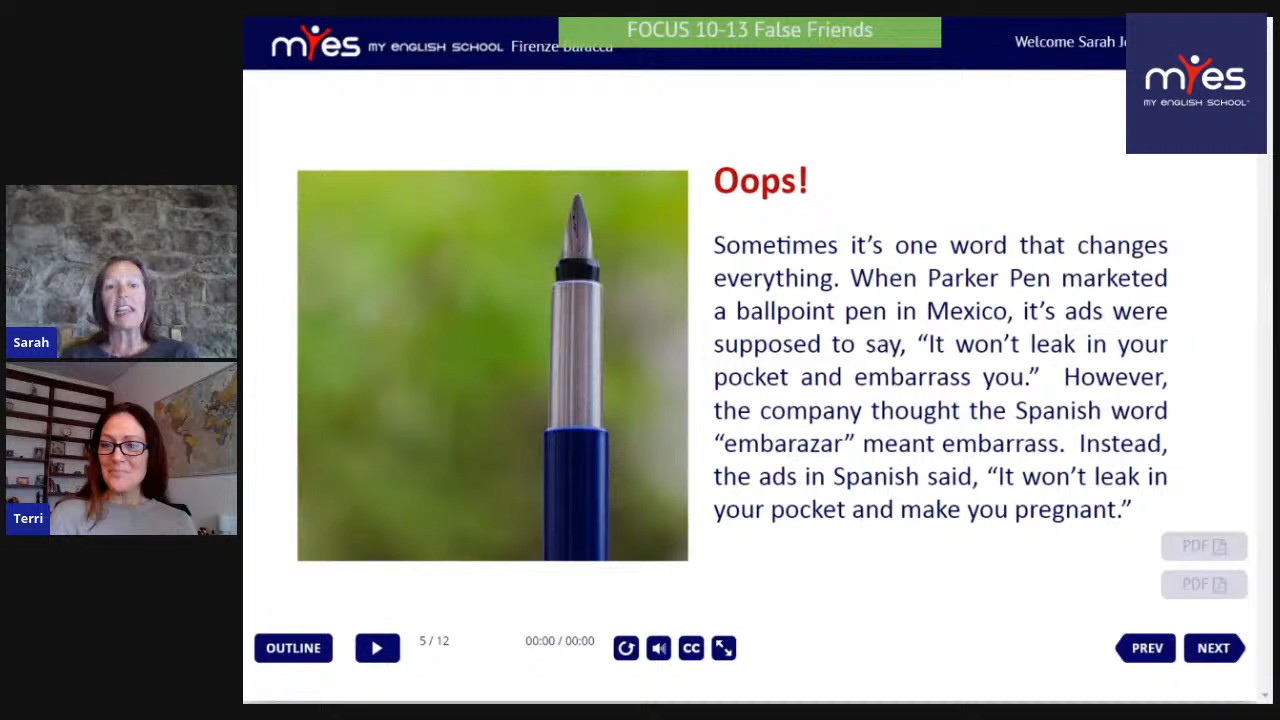 myes MY ENGLISH SCHOOL Firenze Baracca
FOCUS 10-13 False Friends
Welcome Sarah
myes
MY ENGLISH SCHOOL
Oops!
Sometimes it’s one word that changes
everything. When Parker Pen marketed
a ballpoint pen in Mexico, it’s ads were
supposed to say, “It won’t leak in your
pocket and embarrass you.” However,
the company thought the Spanish word
“embarazar” meant embarrass. Instead,
the ads in Spanish said, “It won’t leak in
your pocket and make you pregnant.”
Sarah
Terri
PDF
PDF
OUTLINE
5 / 12
00:00 / 00:00
CC
PREV
NEXT